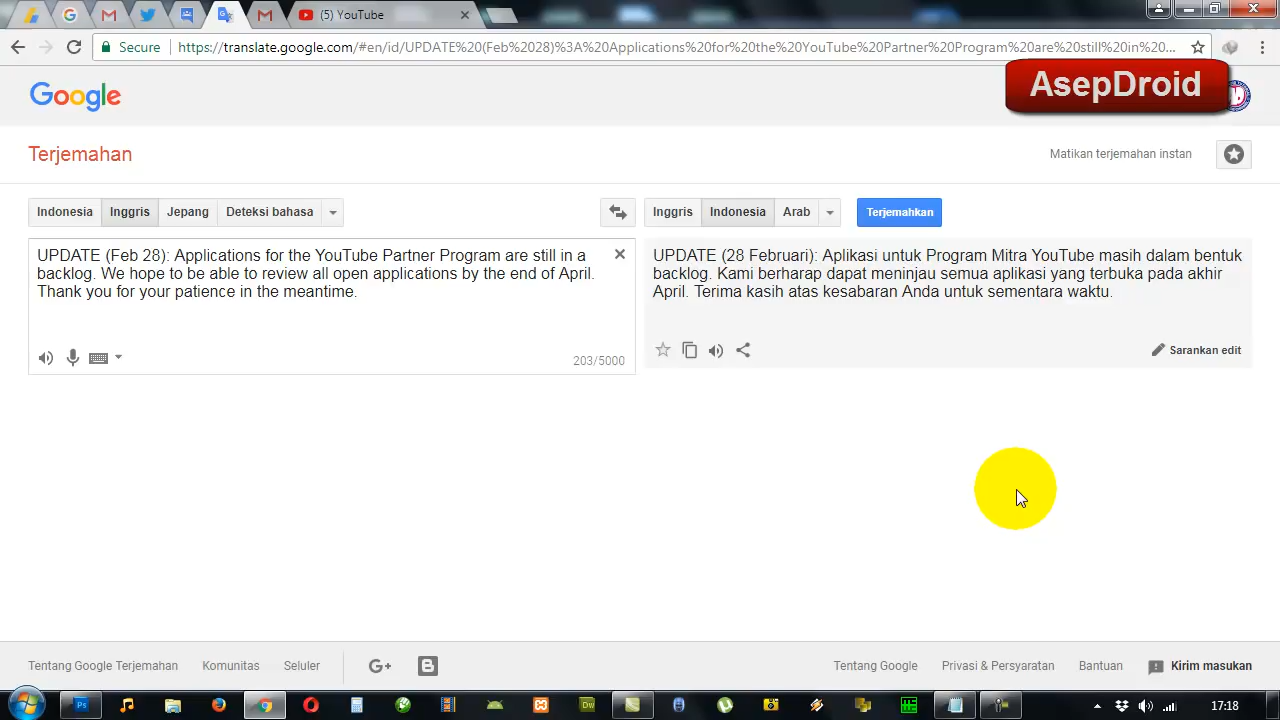 (5) YouTube
Secure https://translate.google.com/#en/id/UPDATE%20(Feb%2028)%3A%20Applications%20for%20the%20YouTube%20Partner%20Program%20are%20still%20in%20...
AsepDroid
Google
Terjemahan
Matikan terjemahan instan
Indonesia Inggris Jepang Deteksi bahasa
Inggris Indonesia Arab Terjemahkan
UPDATE (Feb 28): Applications for the YouTube Partner Program are still in a
backlog. We hope to be able to review all open applications by the end of April.
Thank you for your patience in the meantime.
203/5000
UPDATE (28 Februari): Aplikasi untuk Program Mitra YouTube masih dalam bentuk
backlog. Kami berharap dapat meninjau semua aplikasi yang terbuka pada akhir
April. Terima kasih atas kesabaran Anda untuk sementara waktu.
Sarankan edit
Tentang Google Terjemahan Komunitas Seluler G+ B
Tentang Google Privasi & Persyaratan Bantuan Kirim masukan
Ps Dw 17:18